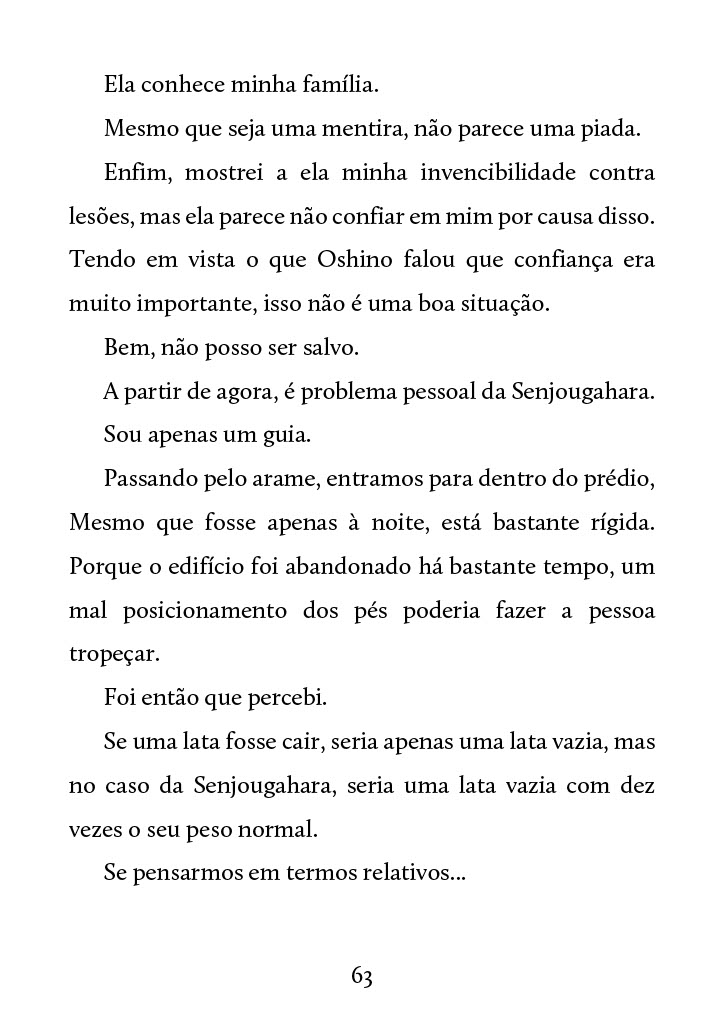 Ela conhece minha família.
Mesmo que seja uma mentira, não parece uma piada.
Enfim, mostrei a ela minha invencibilidade contra
lesões, mas ela parece não confiar em mim por causa disso.
Tendo em vista o que Oshino falou que confiança era
muito importante, isso não é uma boa situação.
Bem, não posso ser salvo.
A partir de agora, é problema pessoal da Senjougahara.
Sou apenas um guia.
Passando pelo arame, entramos para dentro do prédio,
Mesmo que fosse apenas à noite, está bastante rígida.
Porque o edifício foi abandonado há bastante tempo, um
mal posicionamento dos pés poderia fazer a pessoa
tropeçar.
Foi então que percebi.
Se uma lata fosse cair, seria apenas uma lata vazia, mas
no caso da Senjougahara, seria uma lata vazia com dez
vezes o seu peso normal.
Se pensarmos em termos relativos...
63